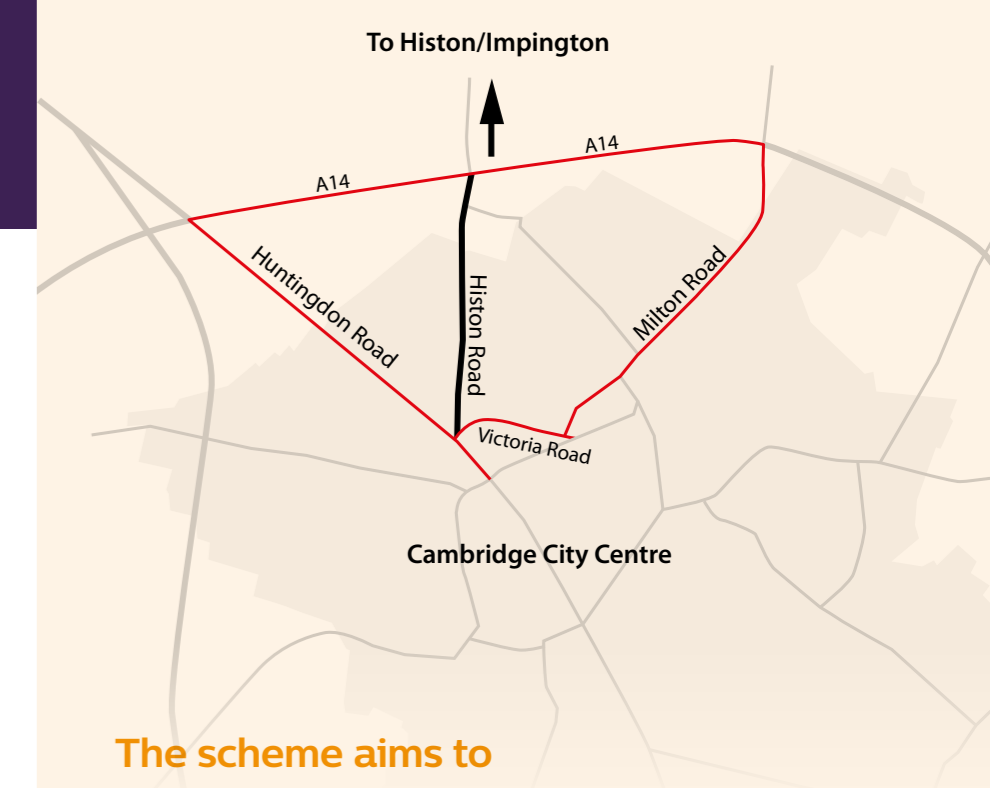 To Histon/Impington
A14
A14
Huntingdon Road
Histon Road
Milton Road
Victoria Road
Cambridge City Centre
The scheme aims to